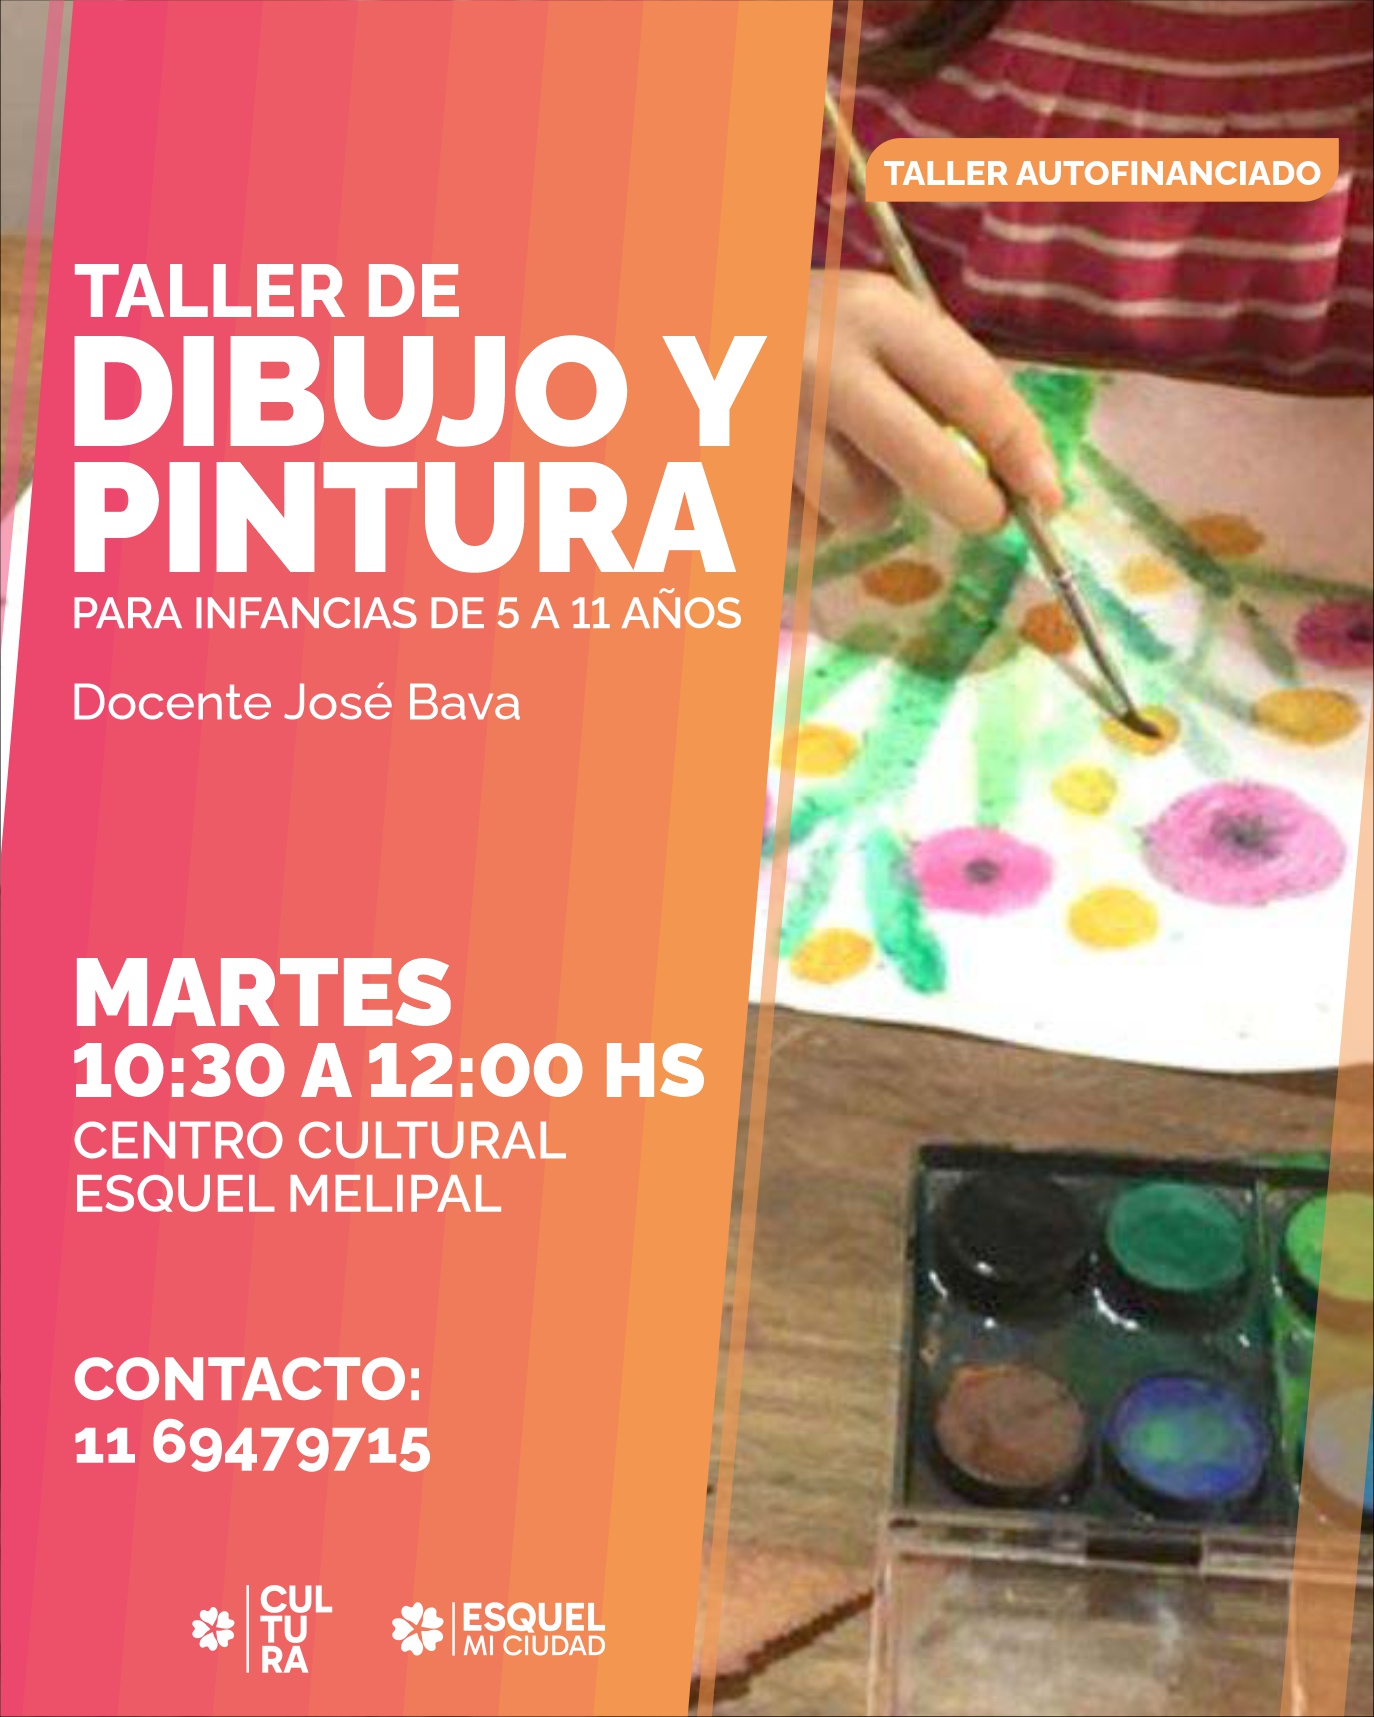 TALLER AUTOFINANCIADO
TALLER DE
DIBUJO Y
PINTURA
PARA INFANCIAS DE 5 A 11 AÑOS
Docente José Bava
MARTES
10:30 A 12:00 HS
CENTRO CULTURAL
ESQUEL MELIPAL
CONTACTO:
11 69479715
CUL
TU
RA
ESQUEL
MI CIUDAD